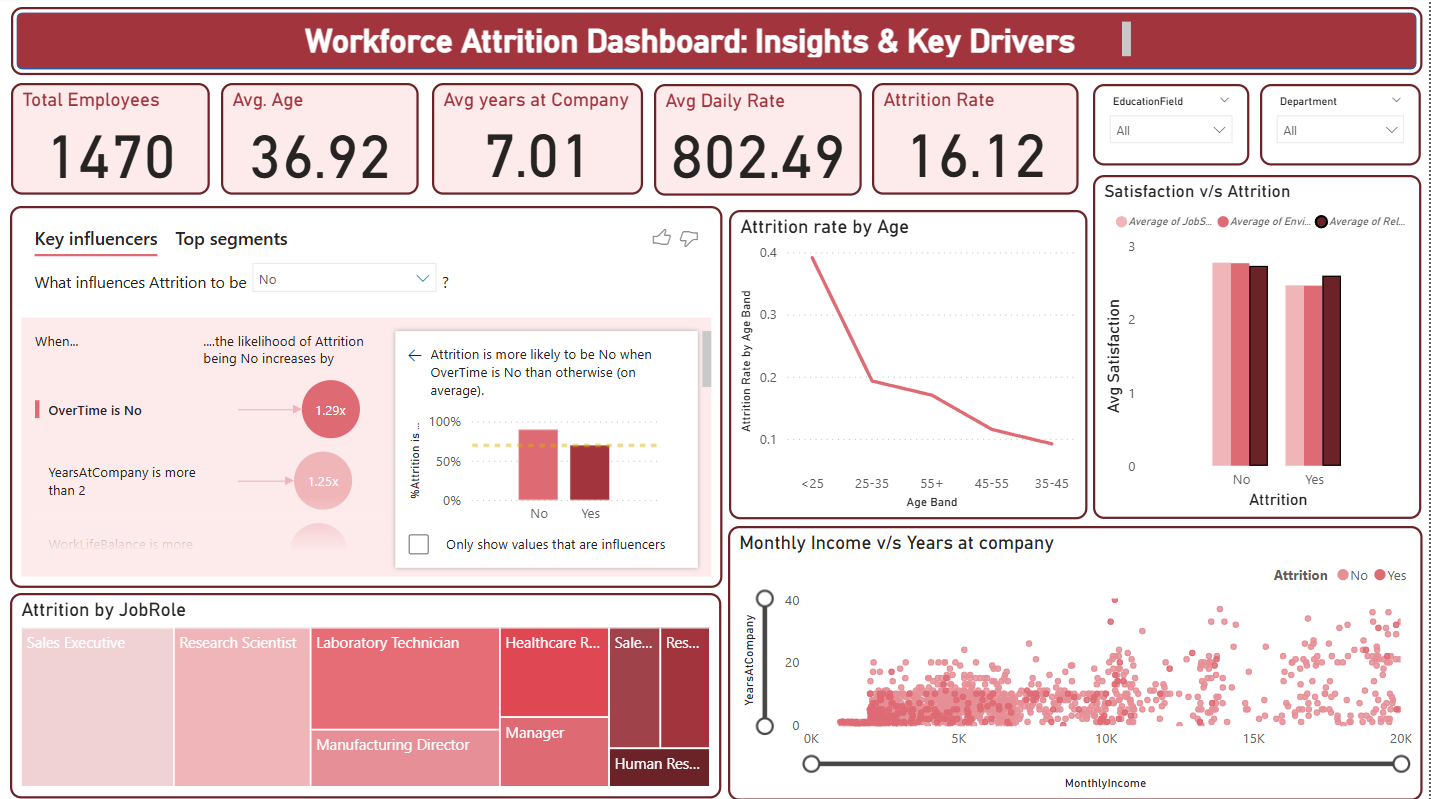 Workforce Attrition Dashboard: Insights & Key Drivers
Total Employees
1470
Avg. Age
36.92
Avg years at Company
7.01
Avg Daily Rate
802.49
Attrition Rate
16.12
EducationField
All
Department
All
Key influencers
Top segments
What influences Attrition to be No ?
When...
....the likelihood of Attrition
being No increases by
OverTime is No
1.29x
YearsAtCompany is more
than 2
1.25x
WorkLifeBalance is more
Attrition is more likely to be No when
OverTime is No than otherwise (on
average).
%Attrition is ...
100%
50%
0%
No
Yes
Only show values that are influencers
Attrition rate by Age
Attrition Rate by Age Band
0.4
0.3
0.2
0.1
<25
25-35
55+
45-55
35-45
Age Band
Satisfaction v/s Attrition
Average of JobS...
Average of Envi...
Average of Rel...
Avg Satisfaction
3
2
1
0
No
Yes
Attrition
Attrition by JobRole
Sales Executive
Research Scientist
Laboratory Technician
Manufacturing Director
Healthcare R...
Manager
Sale...
Res...
Human Res...
Monthly Income v/s Years at company
Attrition
No
Yes
YearsAtCompany
40
20
0
0K
5K
10K
15K
20K
MonthlyIncome